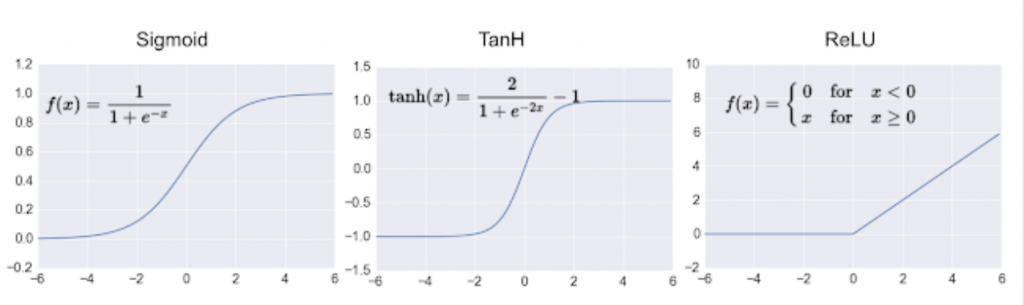 Sigmoid
f(x) = 1 / (1 + e^{-x})
1.2
1.0
0.8
0.6
0.4
0.2
0.0
−0.2
−6 −4 −2 0 2 4 6
TanH
tanh(x) = 2 / (1 + e^{-2x}) − 1
1.5
1.0
0.5
0.0
−0.5
−1.0
−1.5
−6 −4 −2 0 2 4 6
ReLU
f(x) = { 0 for x < 0
x for x ≥ 0
10
8
6
4
2
0
−2
−6 −4 −2 0 2 4 6